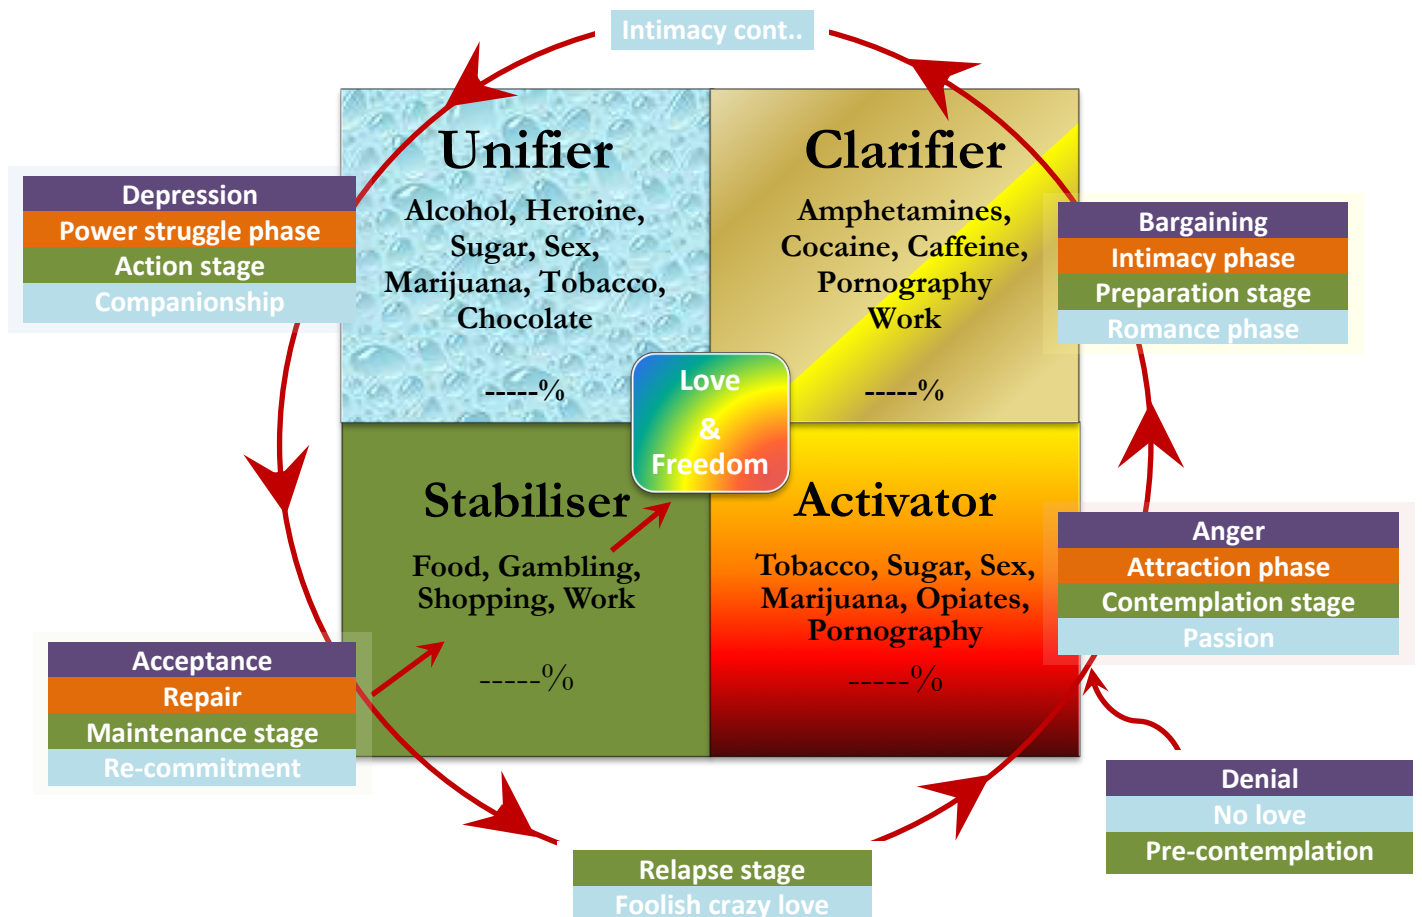 Intimacy cont..
Unifier
Alcohol, Heroine,
Sugar, Sex,
Marijuana, Tobacco,
Chocolate
-----%
Clarifier
Amphetamines,
Cocaine, Caffeine,
Pornography
Work
-----%
Depression
Power struggle phase
Action stage
Companionship
Bargaining
Intimacy phase
Preparation stage
Romance phase
Love
&
Freedom
Stabiliser
Food, Gambling,
Shopping, Work
-----%
Activator
Tobacco, Sugar, Sex,
Marijuana, Opiates,
Pornography
-----%
Anger
Attraction phase
Contemplation stage
Passion
Acceptance
Repair
Maintenance stage
Re-commitment
Denial
No love
Pre-contemplation
Relapse stage
Foolish crazy love